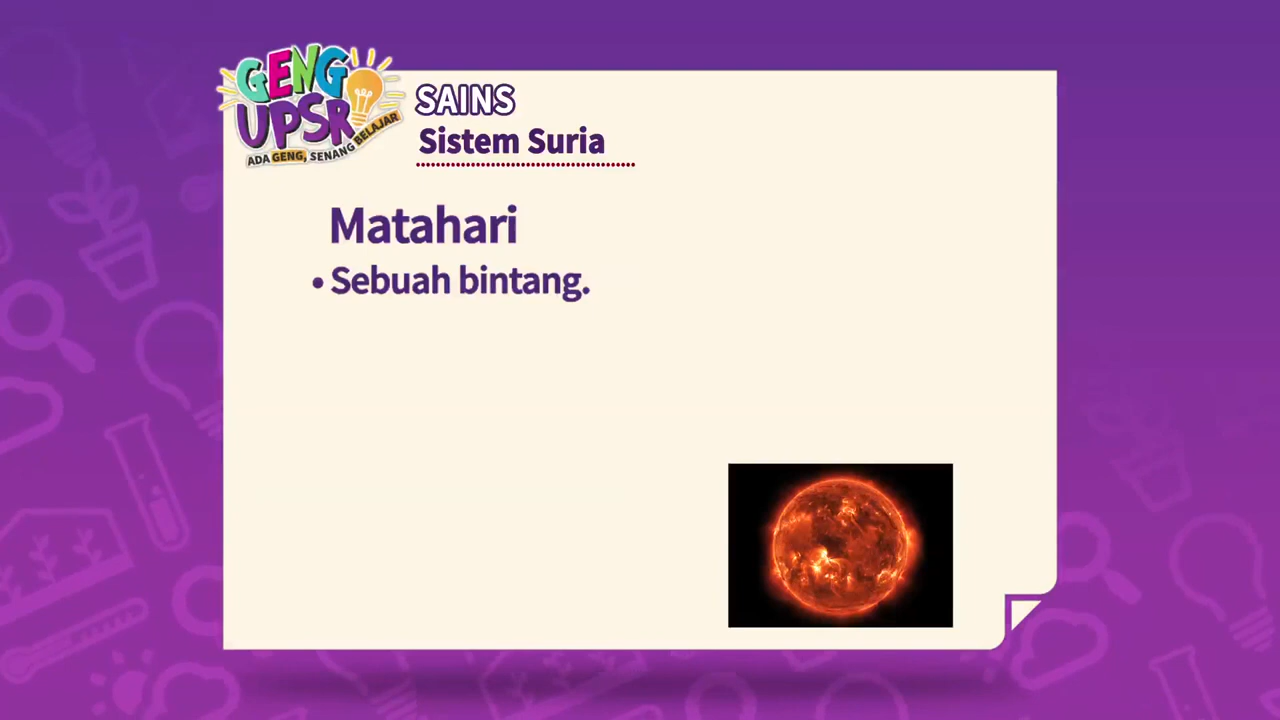 GENG
UPSR
ADA GENG, SENANG BELAJAR
SAINS
Sistem Suria
Matahari
• Sebuah bintang.